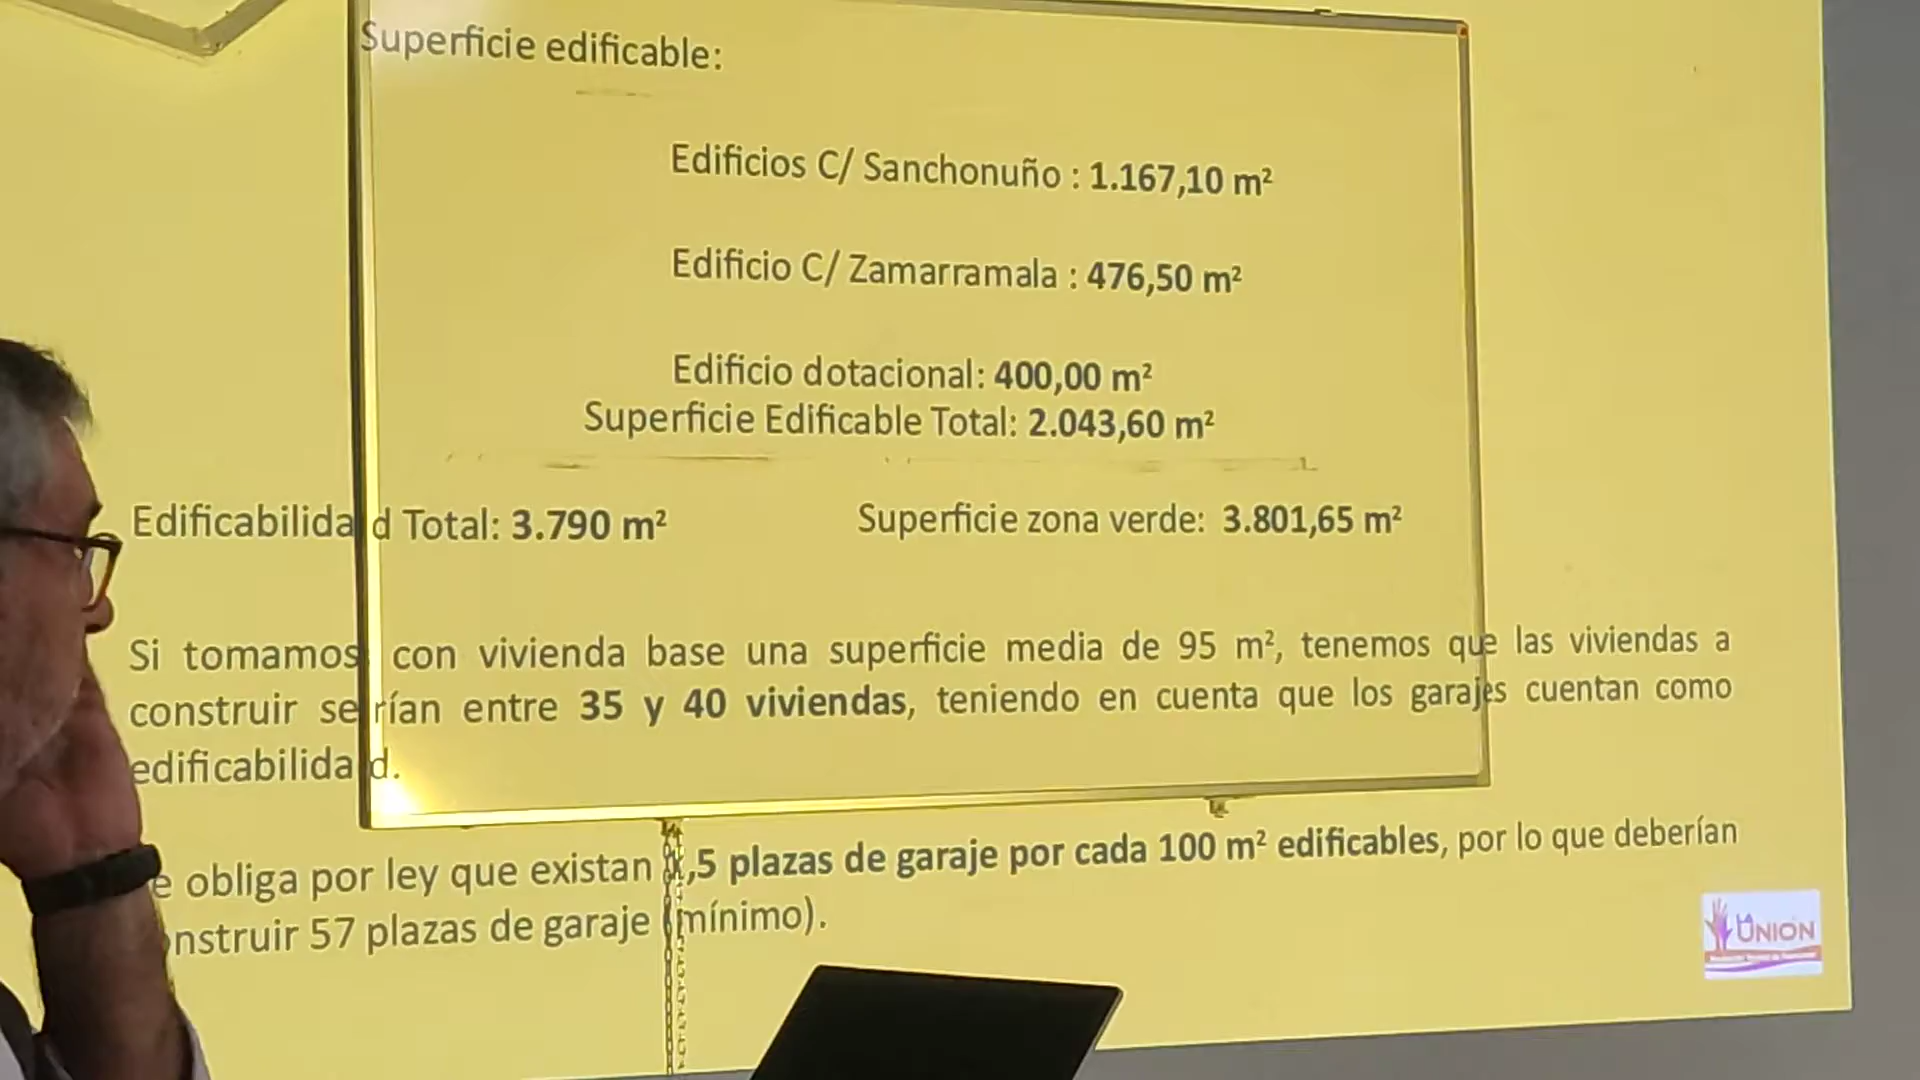 Superficie edificable:
Edificios C/ Sanchonuño : 1.167,10 m²
Edificio C/ Zamarramala : 476,50 m²
Edificio dotacional: 400,00 m²
Superficie Edificable Total: 2.043,60 m²
Edificabilidad Total: 3.790 m² Superficie zona verde: 3.801,65 m²
Si tomamos con vivienda base una superficie media de 95 m², tenemos que las viviendas a
construir serían entre 35 y 40 viviendas, teniendo en cuenta que los garajes cuentan como
edificabilidad.
e obliga por ley que existan 1,5 plazas de garaje por cada 100 m² edificables, por lo que deberían
nstruir 57 plazas de garaje (mínimo).
UNION